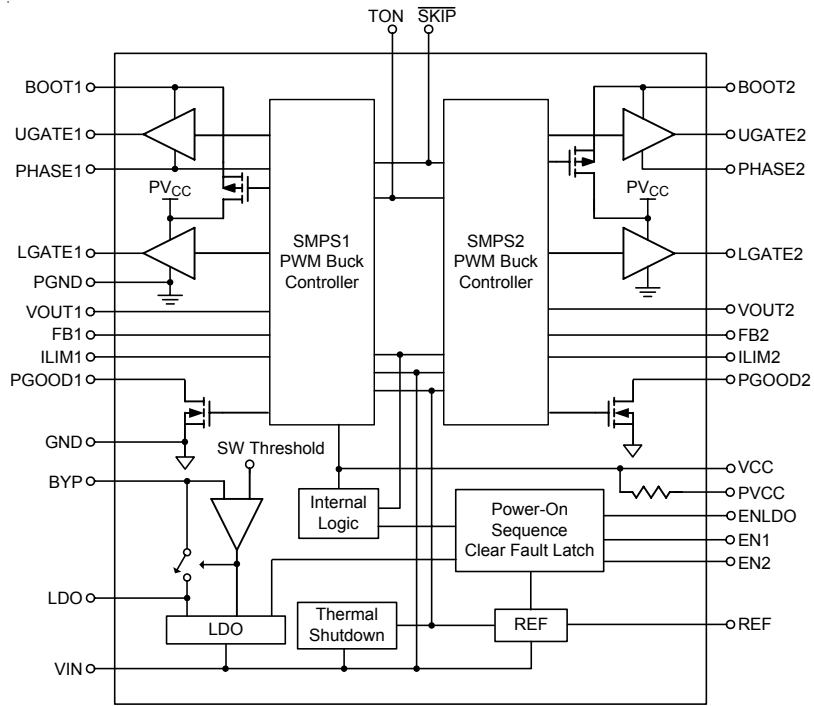 TON
SKIP
BOOT1
UGATE1
PHASE1
PVCC
LGATE1
PGND
VOUT1
FB1
ILIM1
PGOOD1
GND
BYP
LDO
VIN
SMPS1
PWM Buck
Controller
SMPS2
PWM Buck
Controller
SW Threshold
Internal
Logic
Power-On
Sequence
Clear Fault Latch
LDO
Thermal
Shutdown
REF
BOOT2
UGATE2
PHASE2
PVCC
LGATE2
VOUT2
FB2
ILIM2
PGOOD2
VCC
PVCC
ENLDO
EN1
EN2
REF